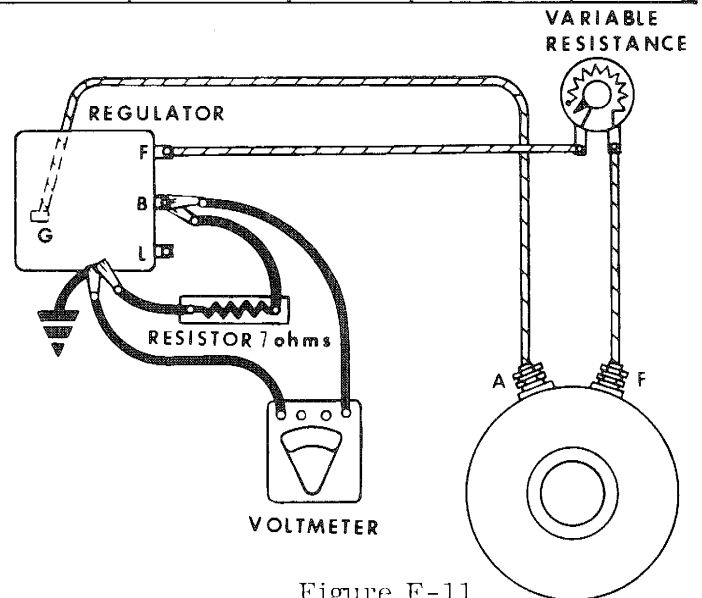 VARIABLE
RESISTANCE
REGULATOR
F
B
G
L
RESISTOR 7 ohms
A
F
VOLTMETER
Figure E-11